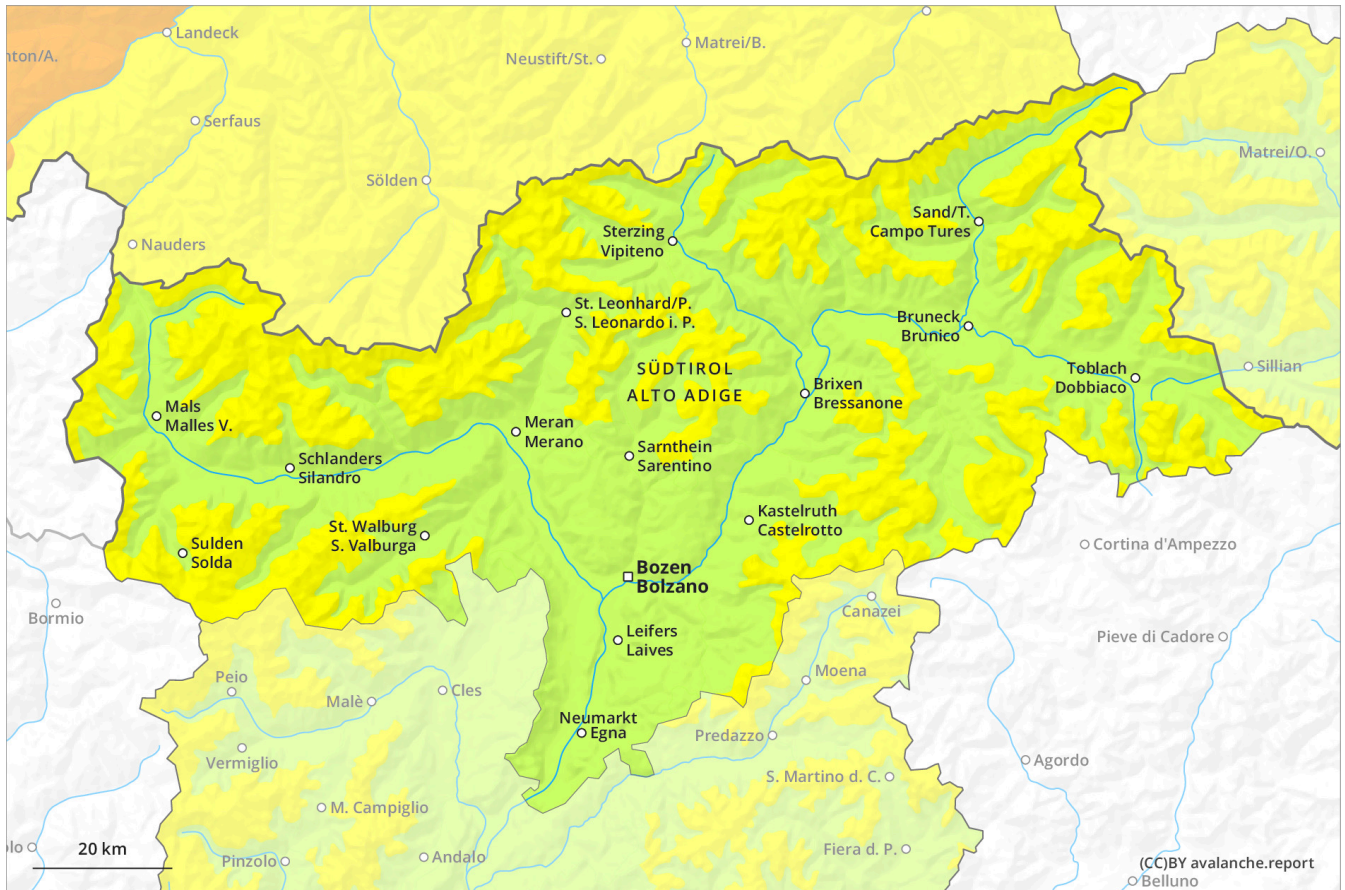 Landeck
nton/A.
Matrei/B.
Neustift/St.
Serfaus
Matrei/O.
Sölden
Sand/T.
Campo Tures
Sterzing
Vipiteno
Nauders
St. Leonhard/P.
S. Leonardo i. P.
Bruneck
Brunico
SÜDTIROL
ALTO ADIGE
Toblach
Dobbiaco
Sillian
Brixen
Bressanone
Mals
Malles V.
Meran
Merano
Sarnthein
Sarentino
Schlanders
Silandro
Kastelruth
Castelrotto
St. Walburg
S. Valburga
Sulden
Solda
Cortina d'Ampezzo
Bozen
Bolzano
Bormio
Canazei
Leifers
Laives
Pieve di Cadore
Peio
Moena
Cles
Malè
Neumarkt
Egna
Predazzo
Vermiglio
Agordo
S. Martino d. C.
M. Campiglio
lo
20 km
Pinzolo
Andalo
Fiera d. P.
(CC)BY avalanche.report
Belluno